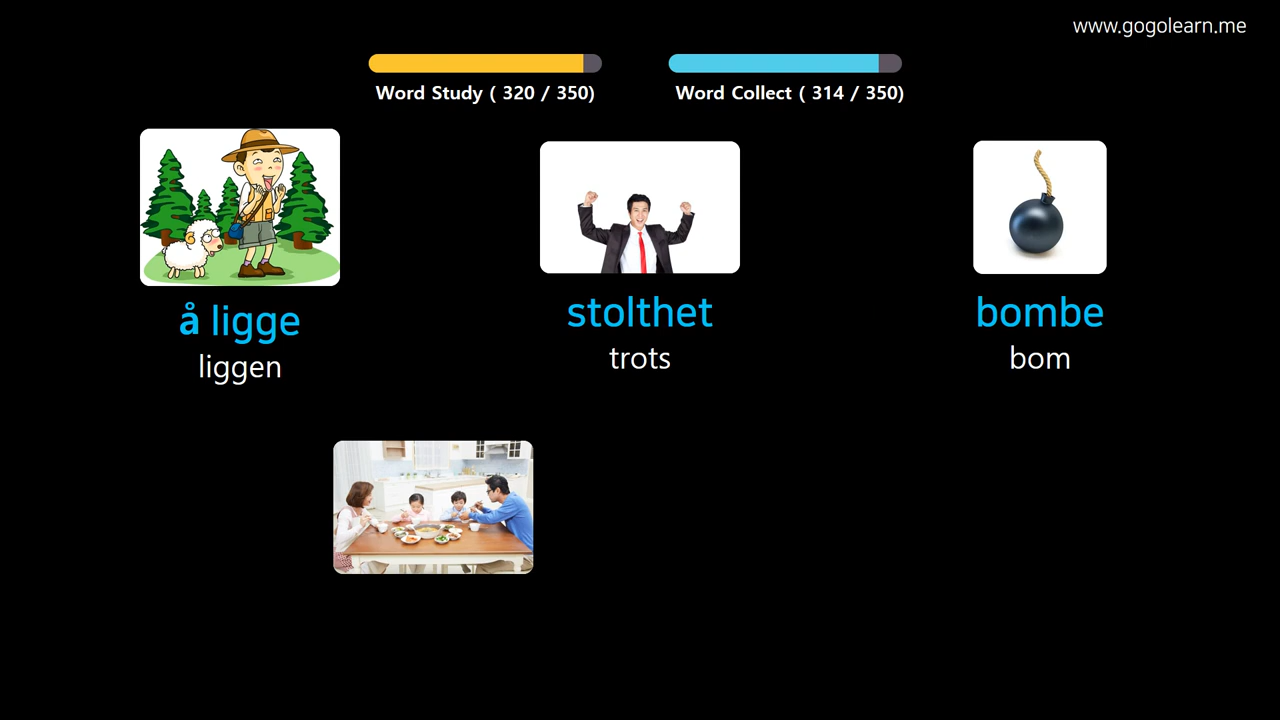 www.gogolearn.me
Word Study ( 320 / 350)
Word Collect ( 314 / 350)
å ligge
liggen
stolthet
trots
bombe
bom